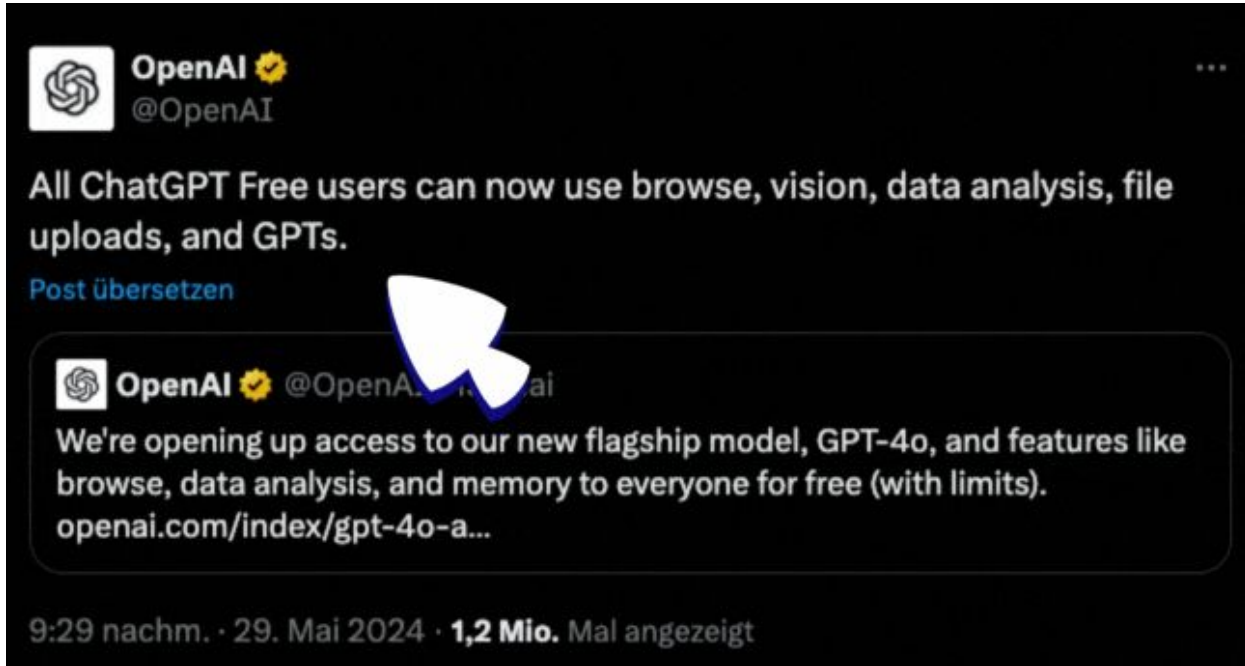 OpenAI
@OpenAI
All ChatGPT Free users can now use browse, vision, data analysis, file
uploads, and GPTs.
Post übersetzen
OpenAI @OpenA
We're opening up access to our new flagship model, GPT-4o, and features like
browse, data analysis, and memory to everyone for free (with limits).
openai.com/index/gpt-4o-a...
9:29 nachm. · 29. Mai 2024 · 1,2 Mio. Mal angezeigt